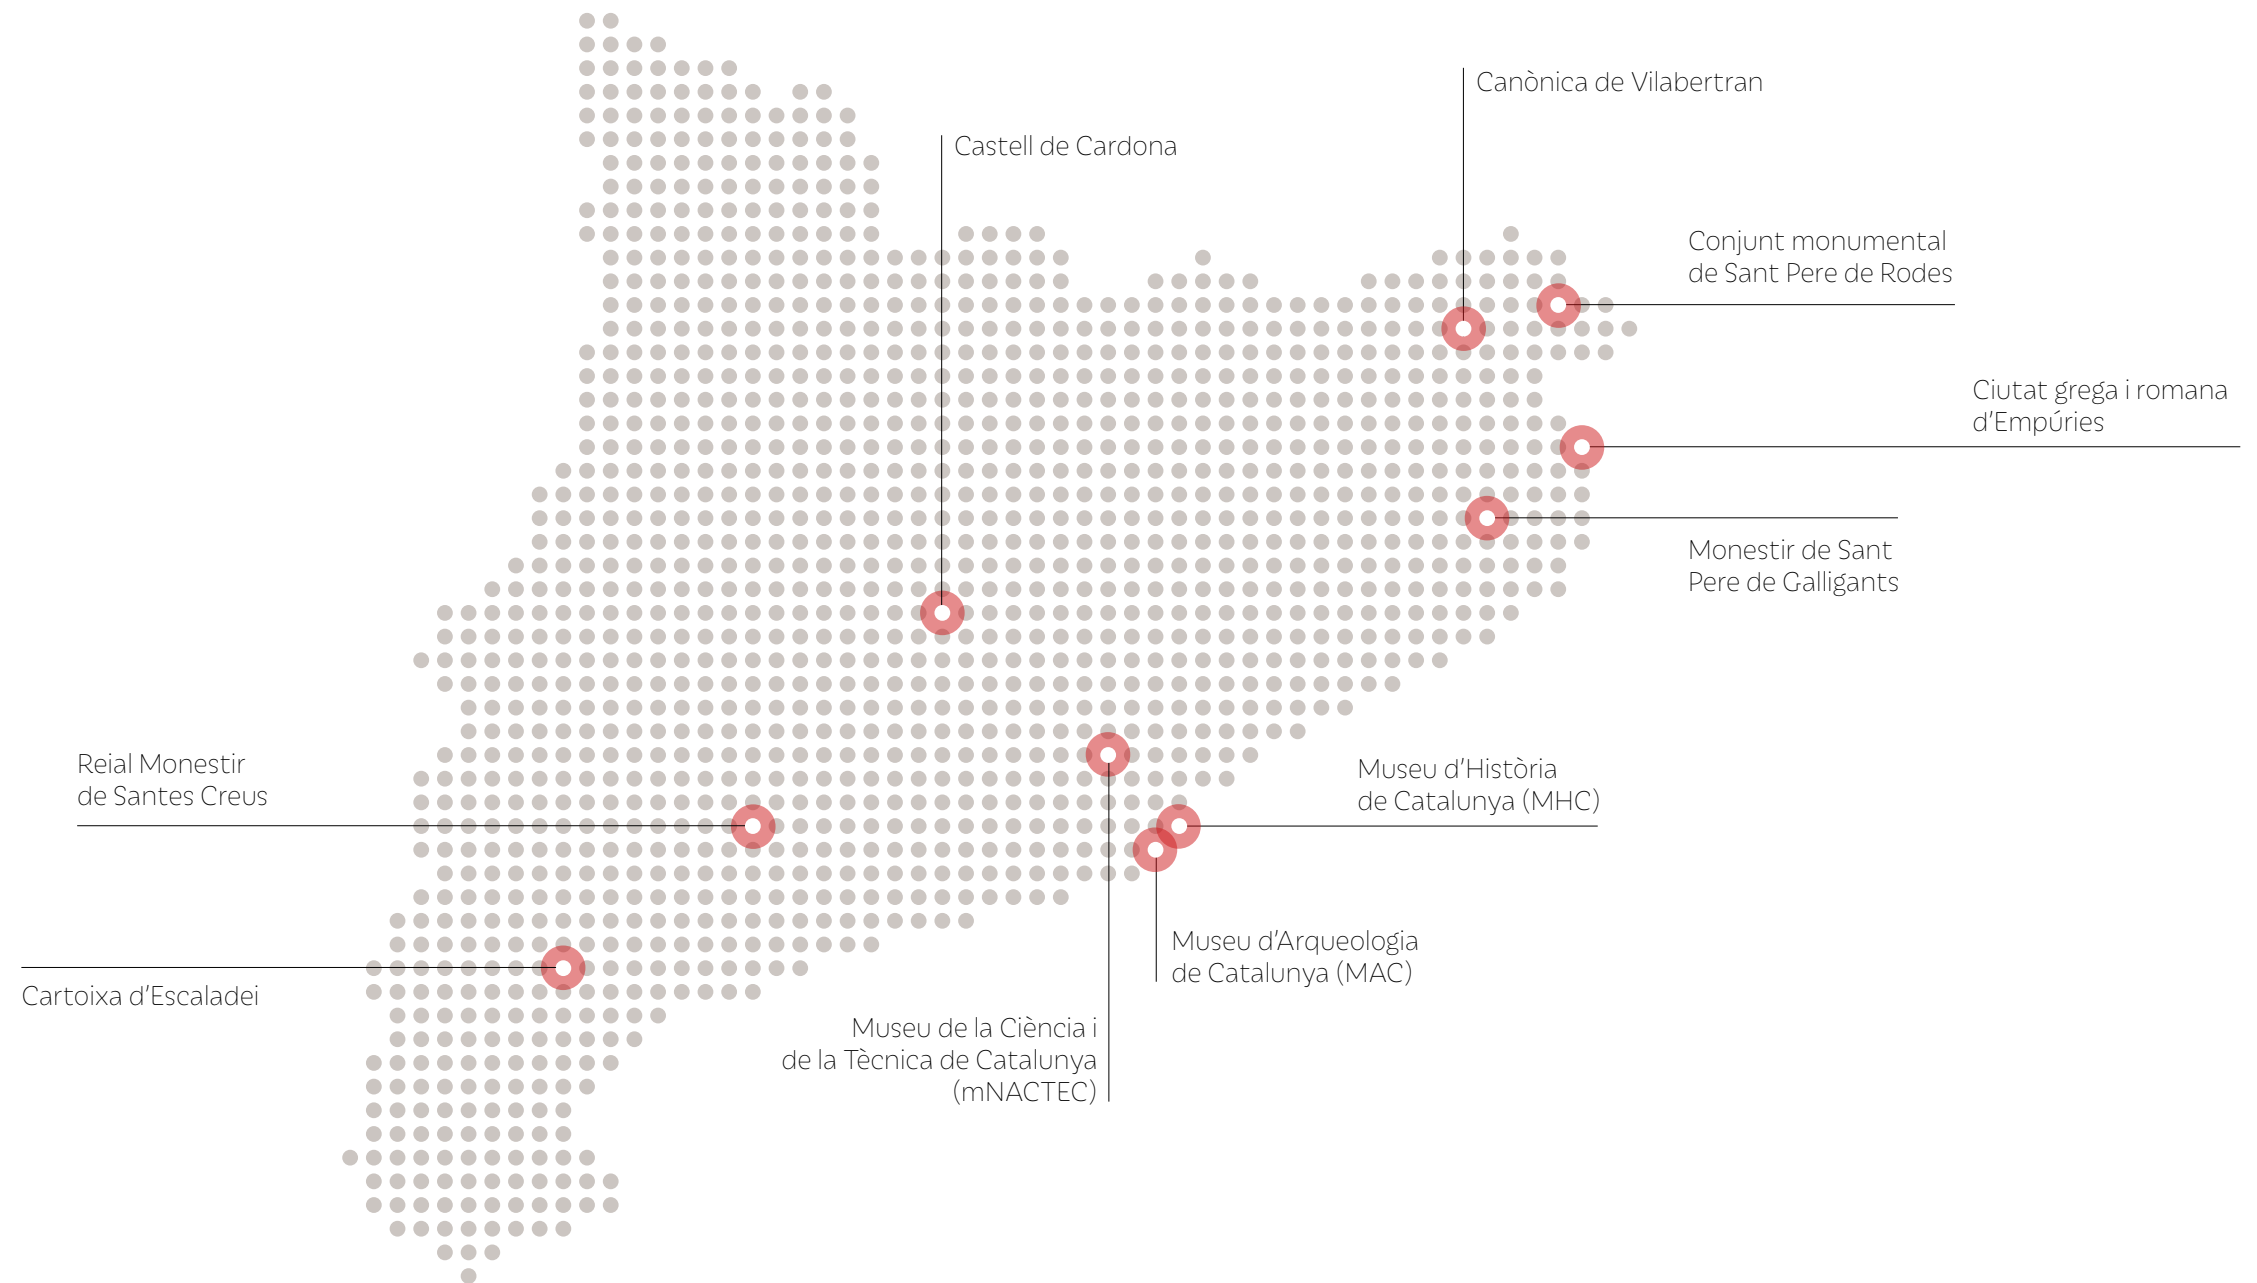 Canònica de Vilabertran
Castell de Cardona
Conjunt monumental
de Sant Pere de Rodes
Ciutat grega i romana
d'Empúries
Monestir de Sant
Pere de Galligants
Reial Monestir
de Santes Creus
Museu d'Història
de Catalunya (MHC)
Museu d'Arqueologia
de Catalunya (MAC)
Cartoixa d'Escaladei
Museu de la Ciència i
de la Tècnica de Catalunya
(mNACTEC)